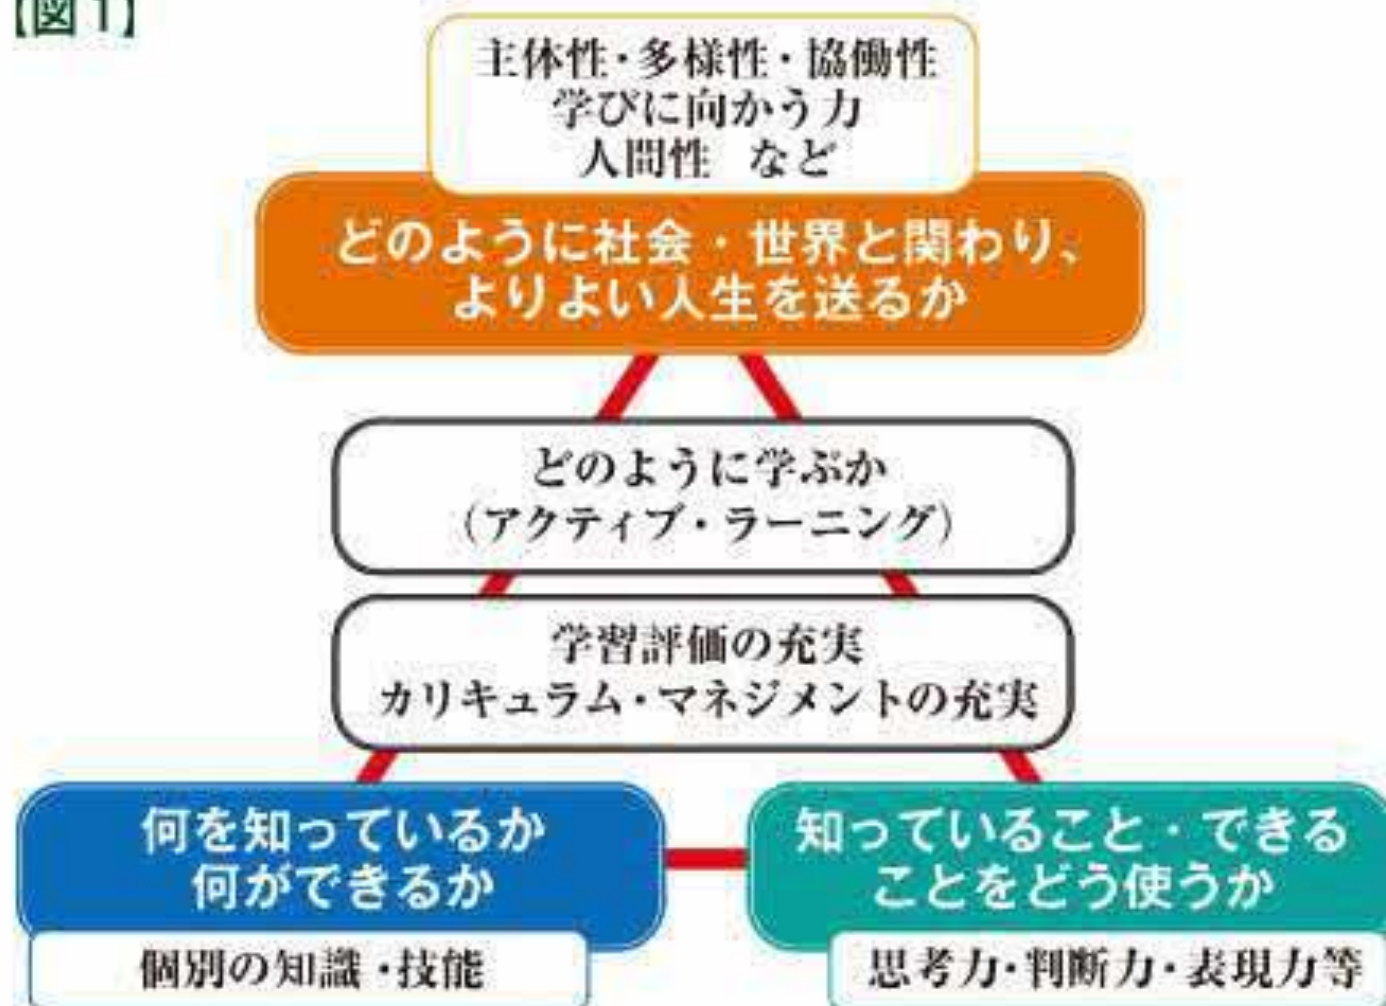 【図1】
主体性・多様性・協働性
学びに向かう力
人間性 など
どのように社会・世界と関わり、
よりよい人生を送るか
どのように学ぶか
(アクティブ・ラーニング)
学習評価の充実
カリキュラム・マネジメントの充実
何を知っているか
何ができるか
個別の知識・技能
知っていること・できる
ことをどう使うか
思考力・判断力・表現力等